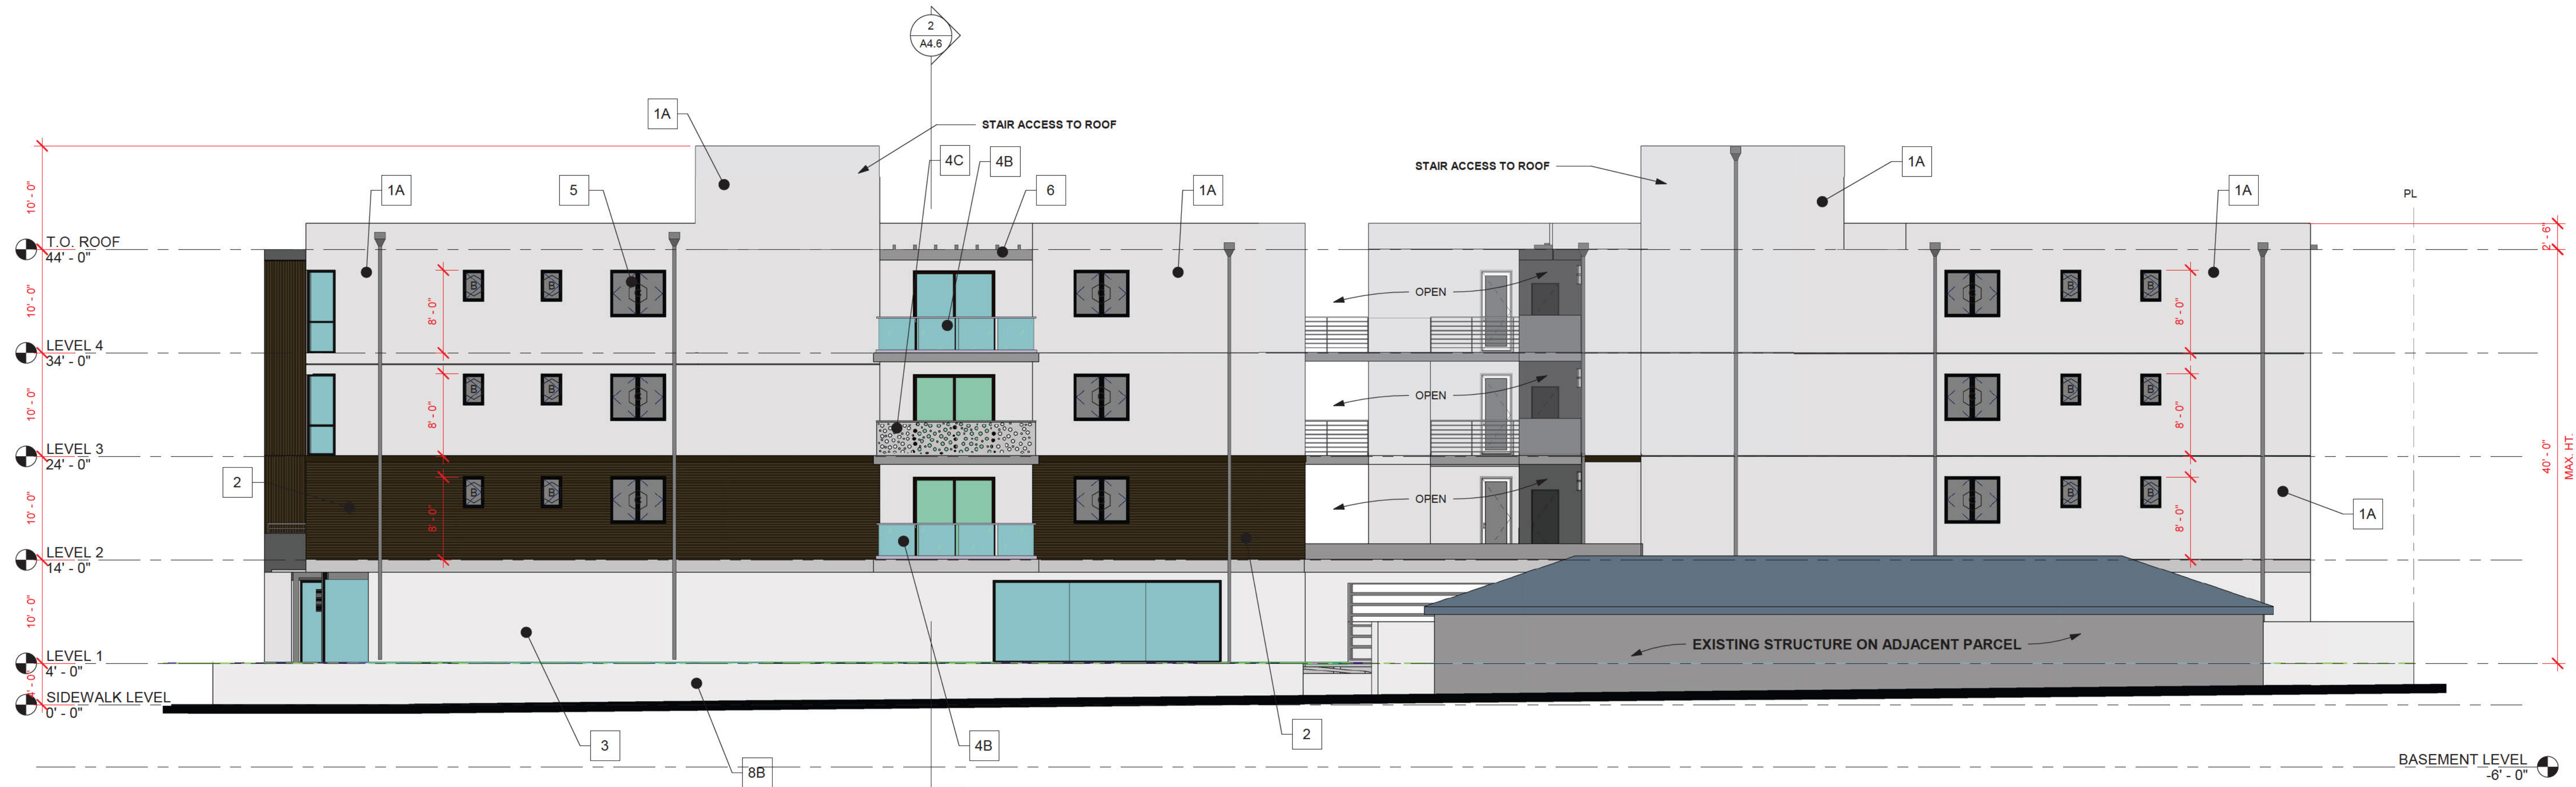 2
A4.6
1A
STAIR ACCESS TO ROOF
4C
4B
STAIR ACCESS TO ROOF
1A
1A
5
6
1A
1A
PL
10' - 0"
T.O. ROOF
44' - 0"
2' - 6"
B
B
OPEN
B
B
10' - 0"
8' - 0"
8' - 0"
LEVEL 4
34' - 0"
B
B
OPEN
B
B
10' - 0"
8' - 0"
8' - 0"
LEVEL 3
24' - 0"
40' - 0"
MAX. HT.
2
B
B
OPEN
B
B
10' - 0"
8' - 0"
8' - 0"
1A
LEVEL 2
14' - 0"
10' - 0"
EXISTING STRUCTURE ON ADJACENT PARCEL
LEVEL 1
4' - 0"
4' - 0"
SIDEWALK LEVEL
0' - 0"
3
4B
2
8B
BASEMENT LEVEL
-6' - 0"